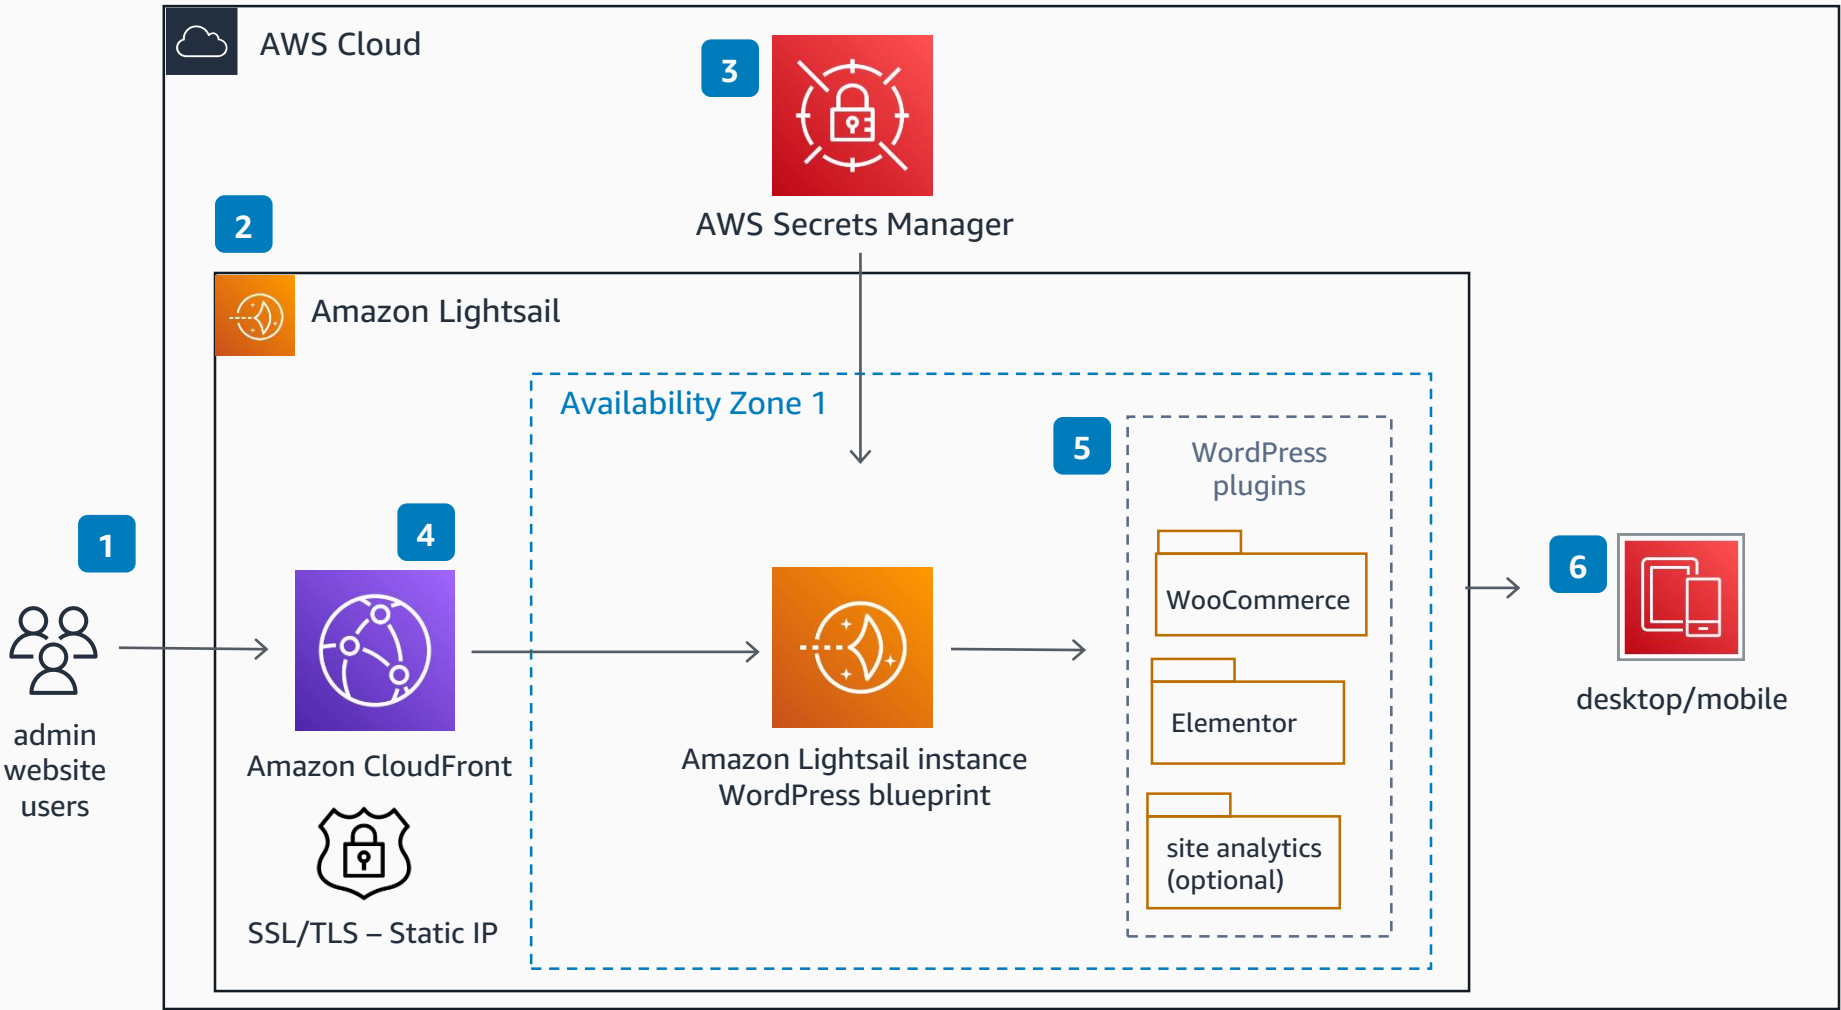 AWS Cloud
3
AWS Secrets Manager
2
Amazon Lightsail
Availability Zone 1
1
admin
website
users
4
Amazon CloudFront
SSL/TLS – Static IP
Amazon Lightsail instance
WordPress blueprint
5
WordPress
plugins
WooCommerce
Elementor
site analytics
(optional)
6
desktop/mobile